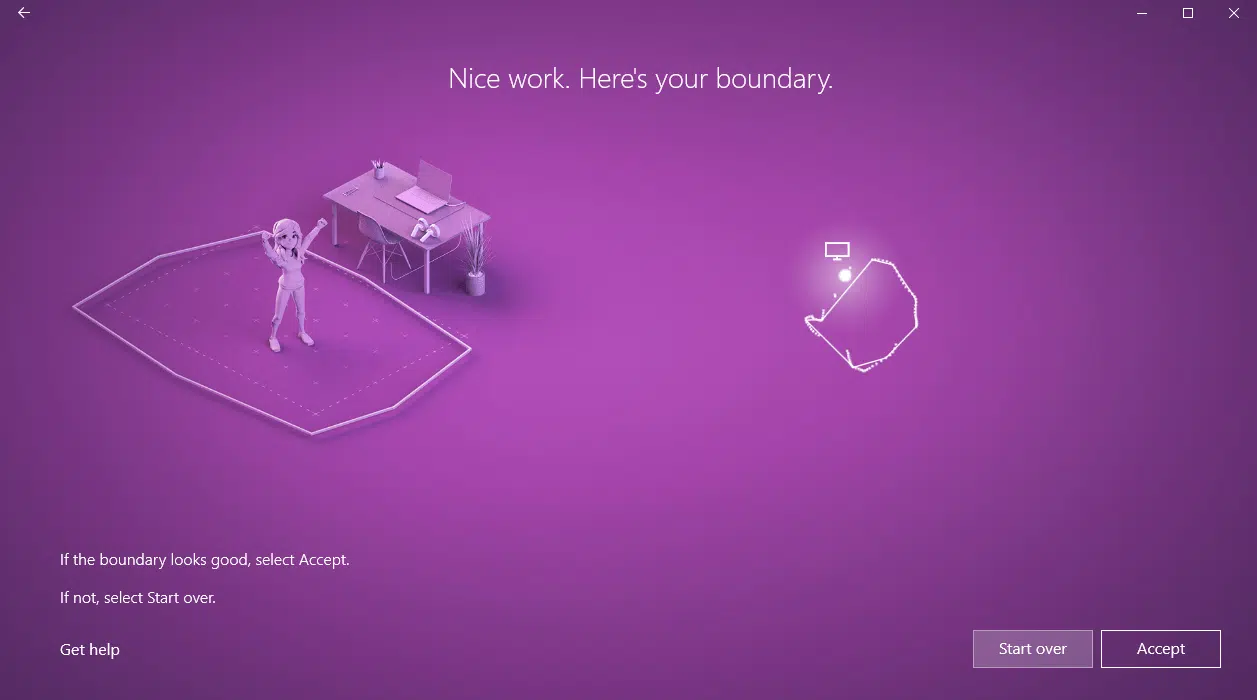 Nice work. Here's your boundary.
If the boundary looks good, select Accept.
If not, select Start over.
Get help
Start over
Accept